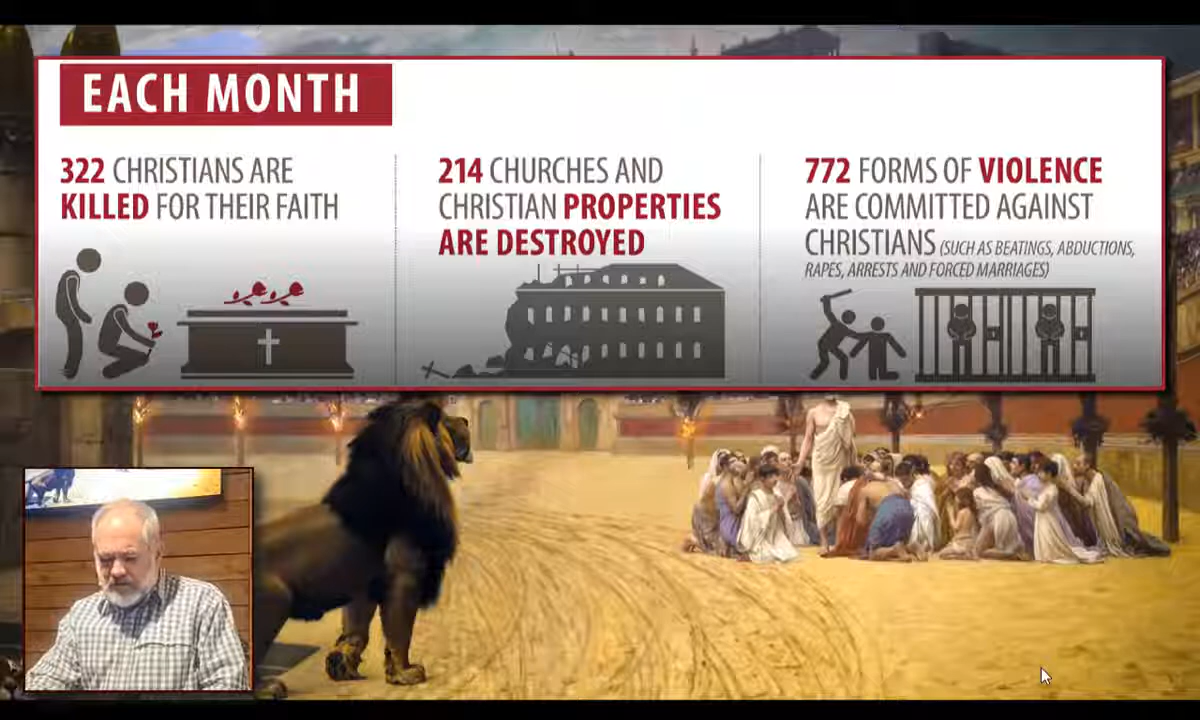 EACH MONTH
322 CHRISTIANS ARE
KILLED FOR THEIR FAITH
214 CHURCHES AND
CHRISTIAN PROPERTIES
ARE DESTROYED
772 FORMS OF VIOLENCE
ARE COMMITTED AGAINST
CHRISTIANS (SUCH AS BEATINGS, ABDUCTIONS,
RAPES, ARRESTS AND FORCED MARRIAGES)